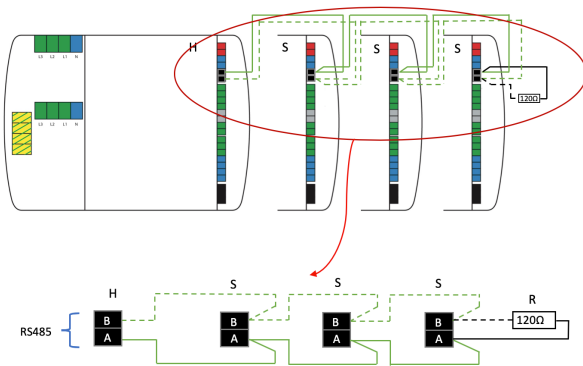 H S S S
L3 L2 L1 N
120Ω
L3 L2 L1 N
H S S S R
B B B B 120Ω
RS485
A A A A